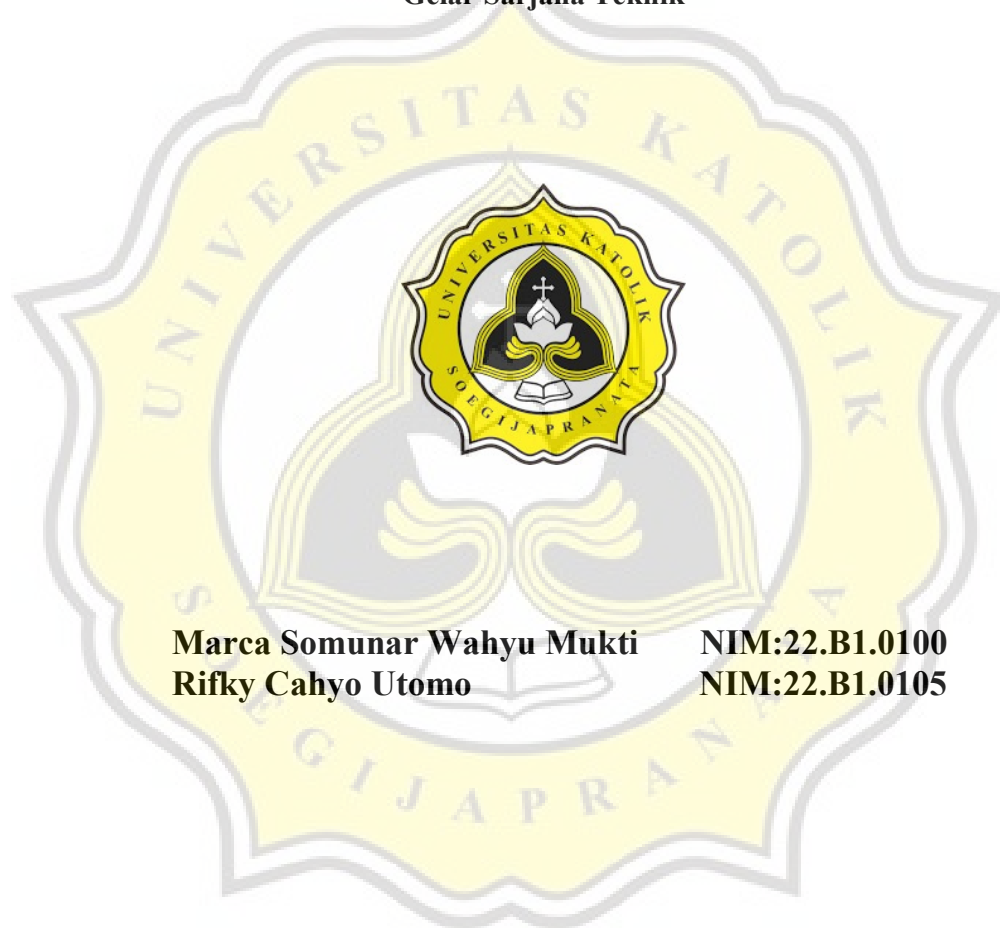 Gelar Sarjana Teknik
UNIVERSITAS KATOLIK
SOEGIJAPRANATA
UNIVERSITAS KATOLIK
SOEGIJAPRANATA
Marca Somunar Wahyu Mukti NIM:22.B1.0100
Rifky Cahyo Utomo NIM:22.B1.0105